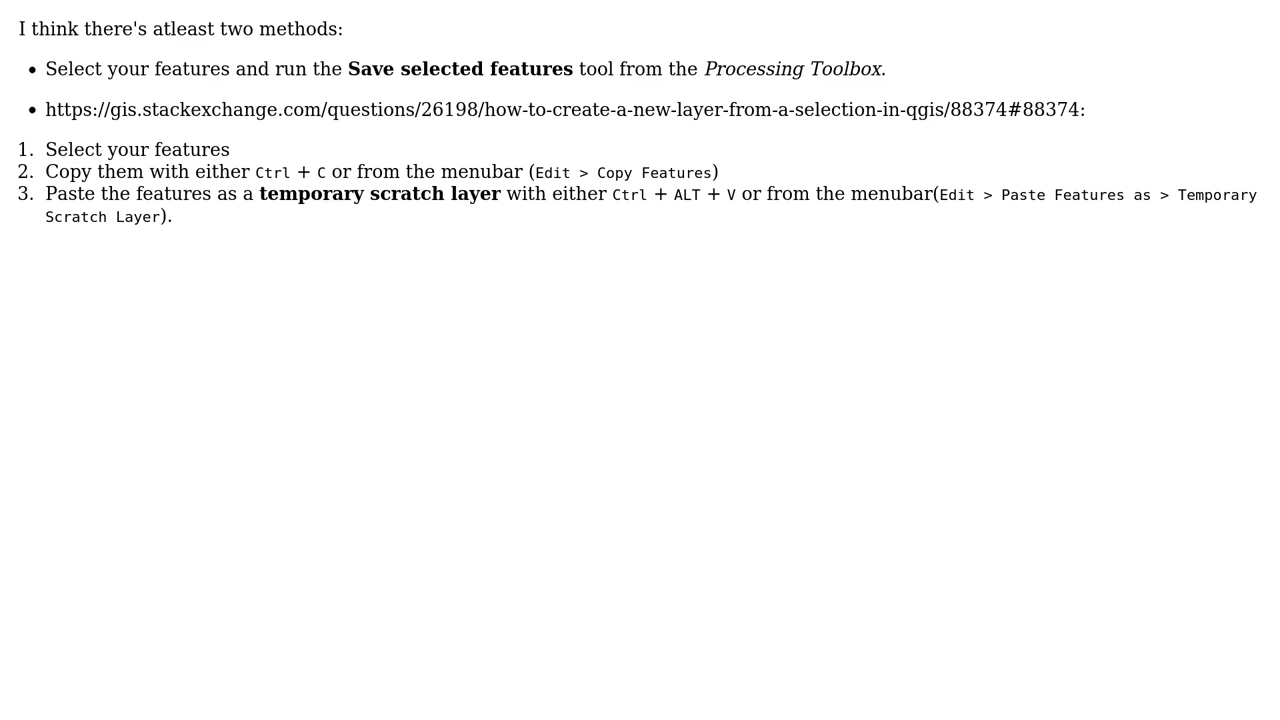 I think there's atleast two methods:
• Select your features and run the Save selected features tool from the Processing Toolbox.
• https://gis.stackexchange.com/questions/26198/how-to-create-a-new-layer-from-a-selection-in-qgis/88374#88374:
1. Select your features
2. Copy them with either Ctrl + C or from the menubar (Edit > Copy Features)
3. Paste the features as a temporary scratch layer with either Ctrl + ALT + V or from the menubar(Edit > Paste Features as > Temporary
Scratch Layer).